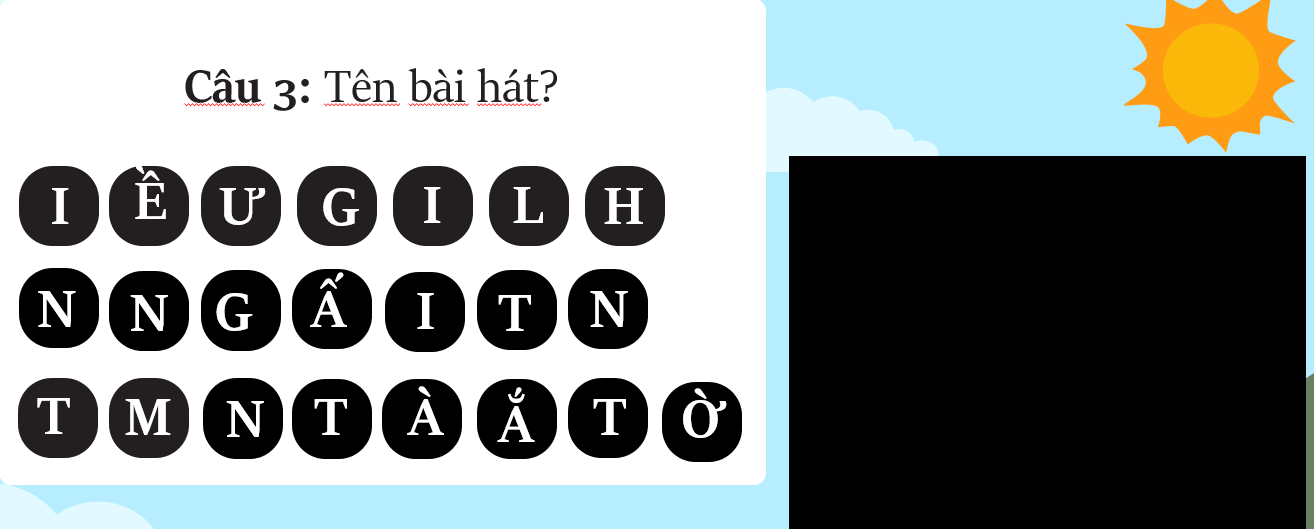 Câu 3: Tên bài hát?
I Ề Ư G I L H
N N G Ấ I T N
T M N T À Ắ T Ờ